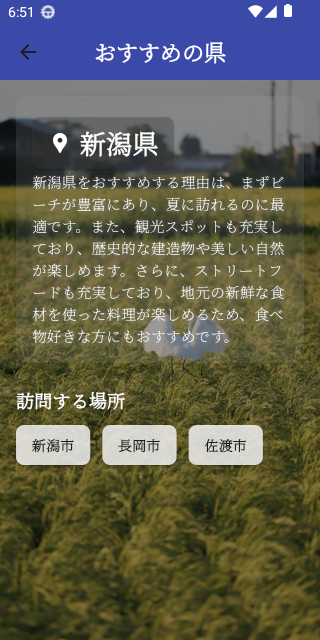 6:51
おすすめの県
新潟県
新潟県をおすすめする理由は、まずビ
ーチが豊富にあり、夏に訪れるのに最
適です。また、観光スポットも充実し
ており、歴史的な建造物や美しい自然
が楽しめます。さらに、ストリートフ
ードも充実しており、地元の新鮮な食
材を使った料理が楽しめるため、食べ
物好きな方にもおすすめです。
訪問する場所
新潟市 長岡市 佐渡市